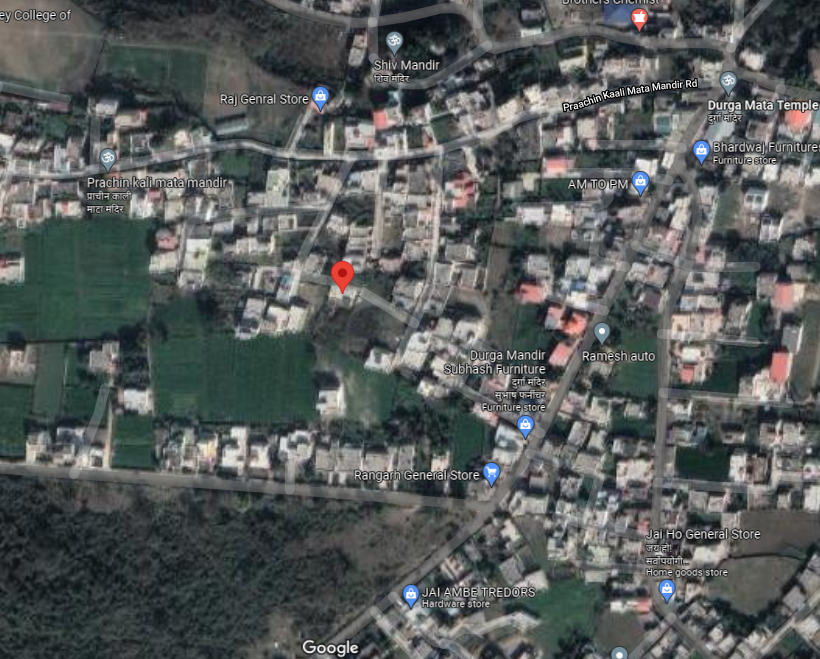 ey College of
Brothers Chemist
Shiv Mandir
शिव मंदिर
Raj Genral Store
Praachin Kaali Mata Mandir Rd
Durga Mata Temple
दुर्गा मंदिर
Bhardwaj Furnitures
Furniture store
Prachin kali mata mandir
प्राचीन काली
माता मंदिर
AM TO PM
Ramesh auto
Durga Mandir
Subhash Furniture
दुर्गा मंदिर
सुभाष फर्नीचर
Furniture store
Rangarh General Store
Jai Ho General Store
जय हो
सर्वोपयोगी
Home goods store
JAI AMBE TREDORS
Hardware store
Google